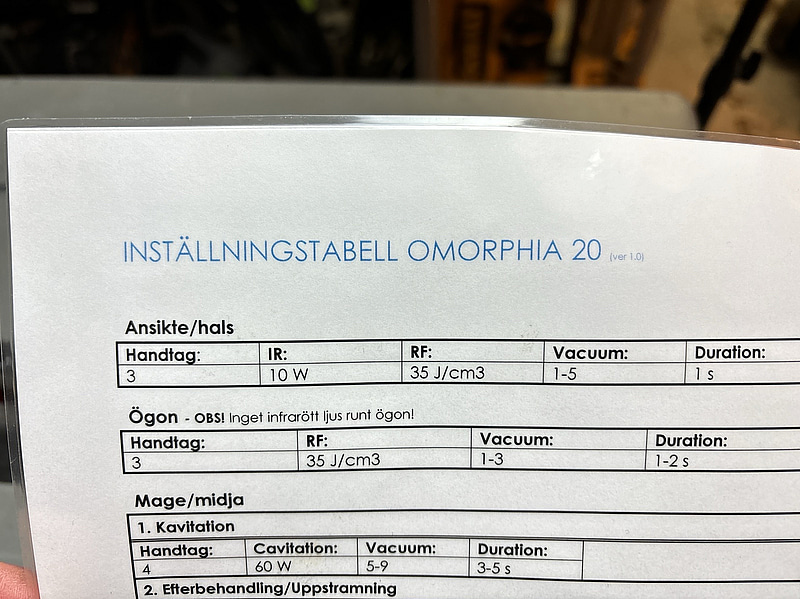 INSTÄLLNINGSTABELL OMORPHIA 20 (ver 1.0)
Ansikte/hals
Handtag: IR: RF: Vacuum: Duration:
3 10 W 35 J/cm3 1-5 1 s
Ögon - OBS! Inget infrarött ljus runt ögon!
Handtag: RF: Vacuum: Duration:
3 35 J/cm3 1-3 1-2 s
Mage/midja
1. Kavitation
Handtag: Cavitation: Vacuum: Duration:
4 60 W 5-9 3-5 s
2. Efterbehandling/Uppstramning